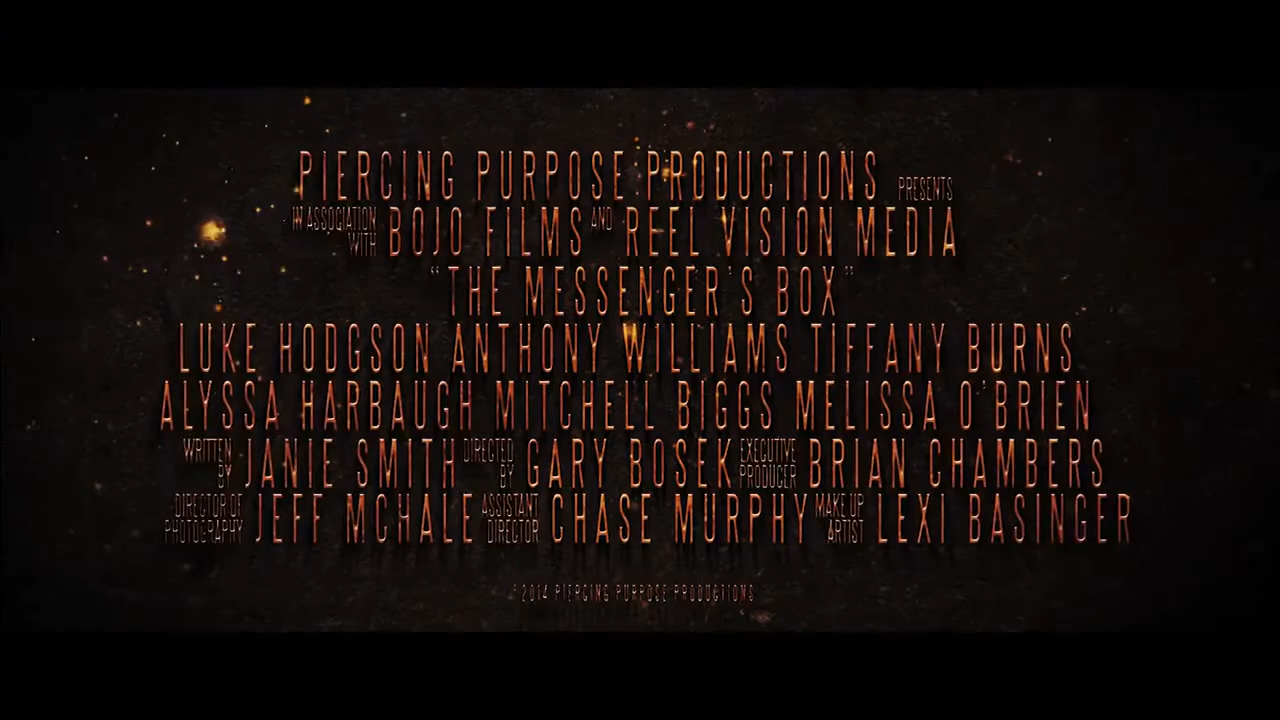 PIERCING PURPOSE PRODUCTIONS PRESENTS
IN ASSOCIATION WITH BOJO FILMS AND REEL VISION MEDIA
"THE MESSENGER'S BOX"
LUKE HODGSON ANTHONY WILLIAMS TIFFANY BURNS
ALYSSA HARBAUGH MITCHELL BIGGS MELISSA O'BRIEN
WRITTEN BY JANIE SMITH DIRECTED BY GARY BOSEK EXECUTIVE PRODUCER BRIAN CHAMBERS
DIRECTOR OF PHOTOGRAPHY JEFF MCHALE ASSISTANT DIRECTOR CHASE MURPHY MAKE UP ARTIST LEXI BASINGER
2014 PIERCING PURPOSE PRODUCTIONS